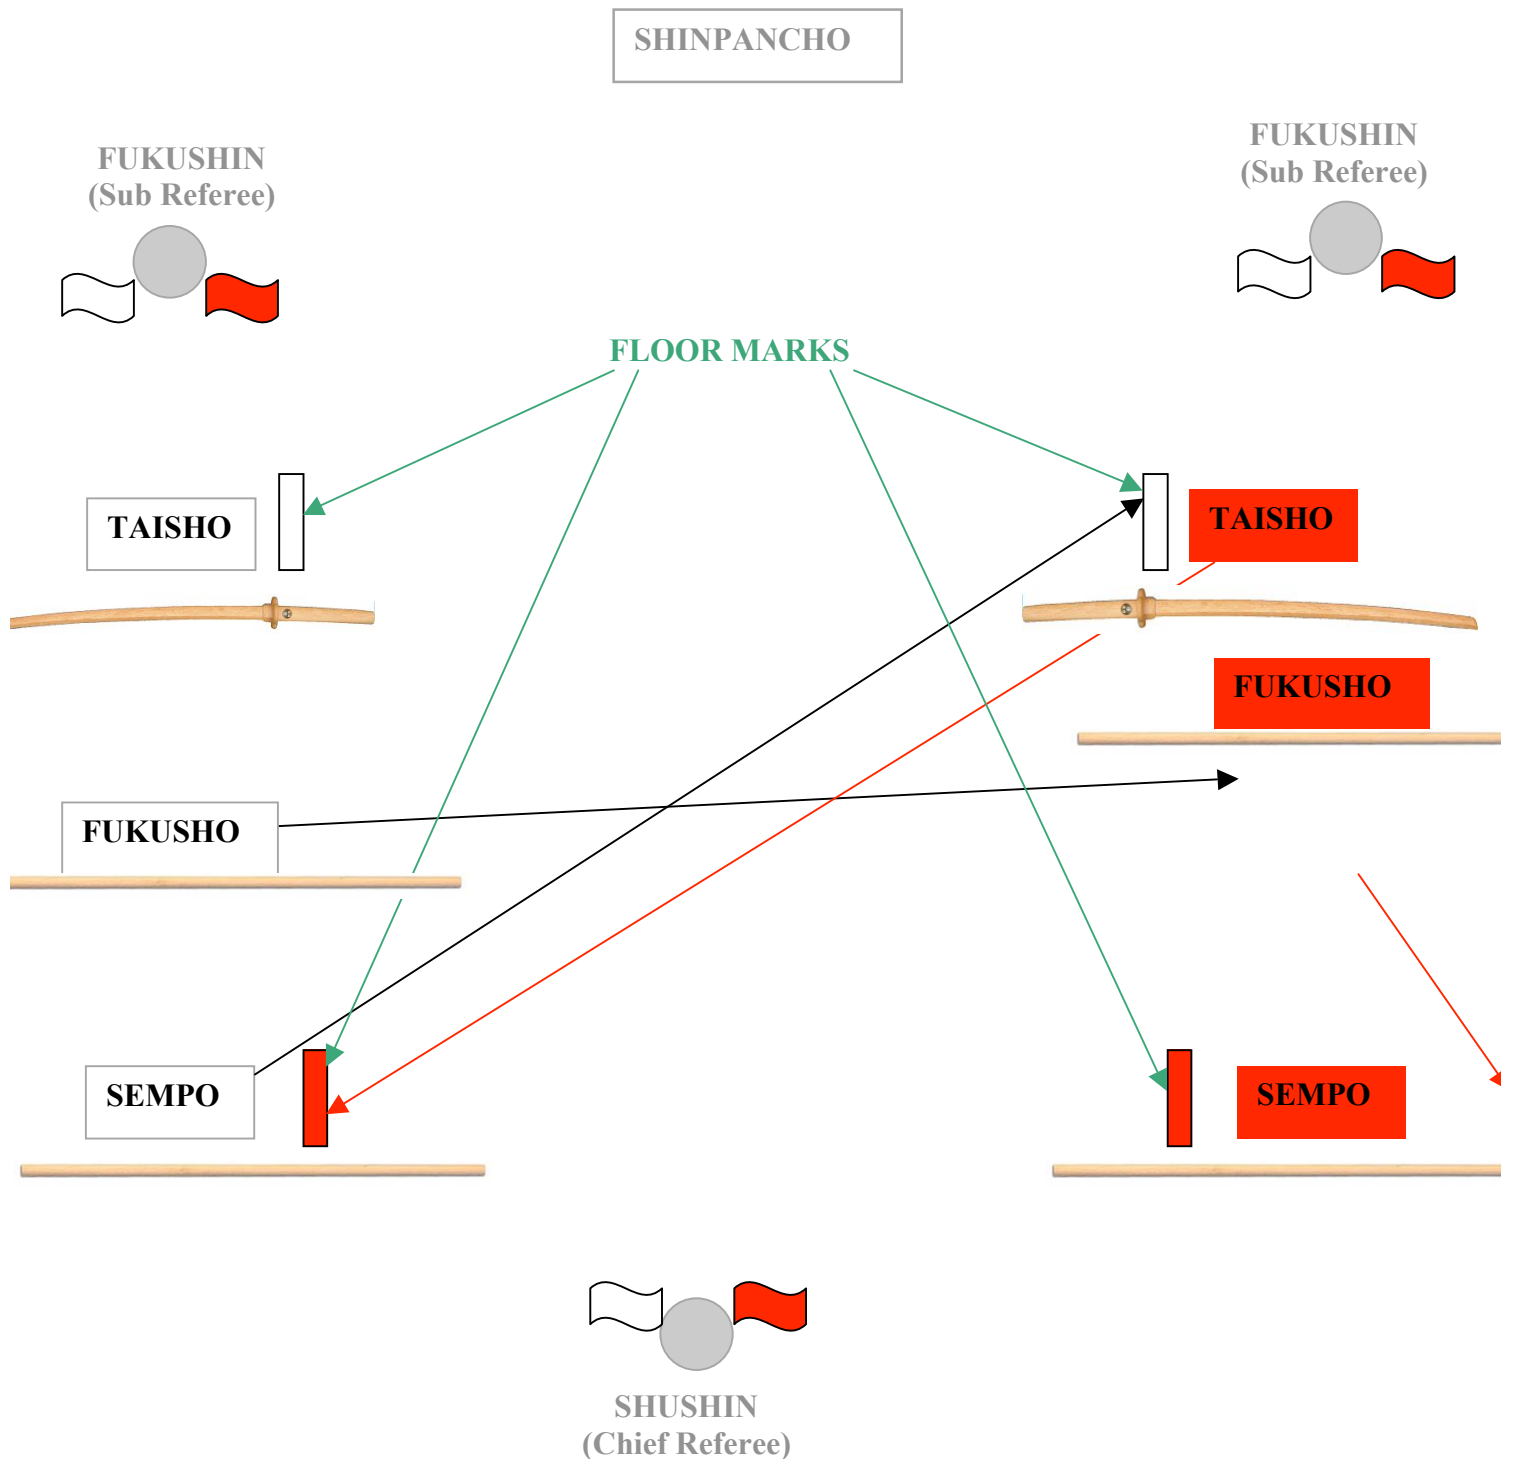 SHINPANCHO
FUKUSHIN
(Sub Referee)
FUKUSHIN
(Sub Referee)
FLOOR MARKS
TAISHO
TAISHO
FUKUSHO
FUKUSHO
SEMPO
SEMPO
SHUSHIN
(Chief Referee)